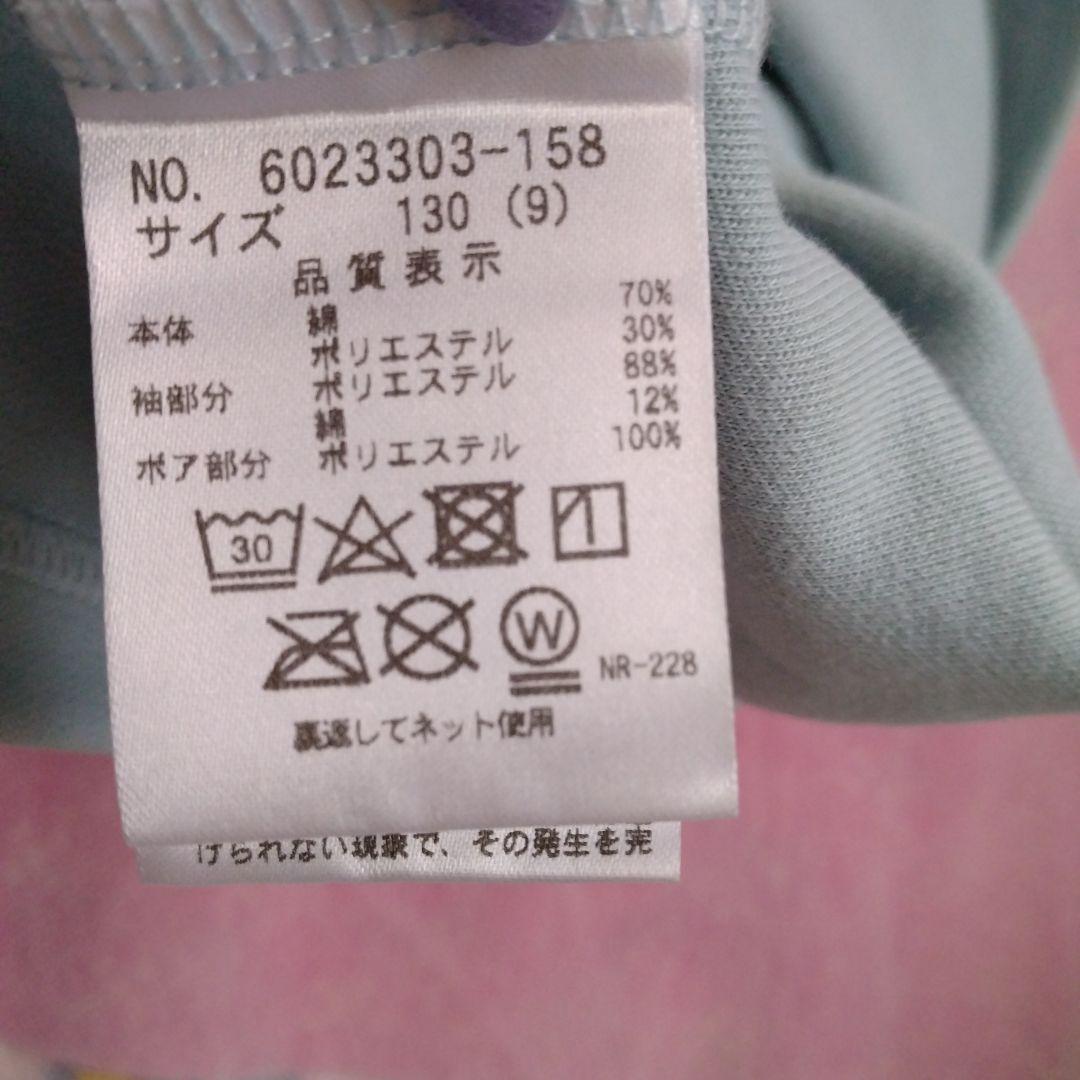 NO. 6023303-158
サイズ 130 (9)
品質表示
本体 綿 70%
ポリエステル 30%
袖部分 ポリエステル 88%
綿 12%
ボア部分 ポリエステル 100%
30
W
NR-228
裏返してネット使用
けられない現象で、その発生を完